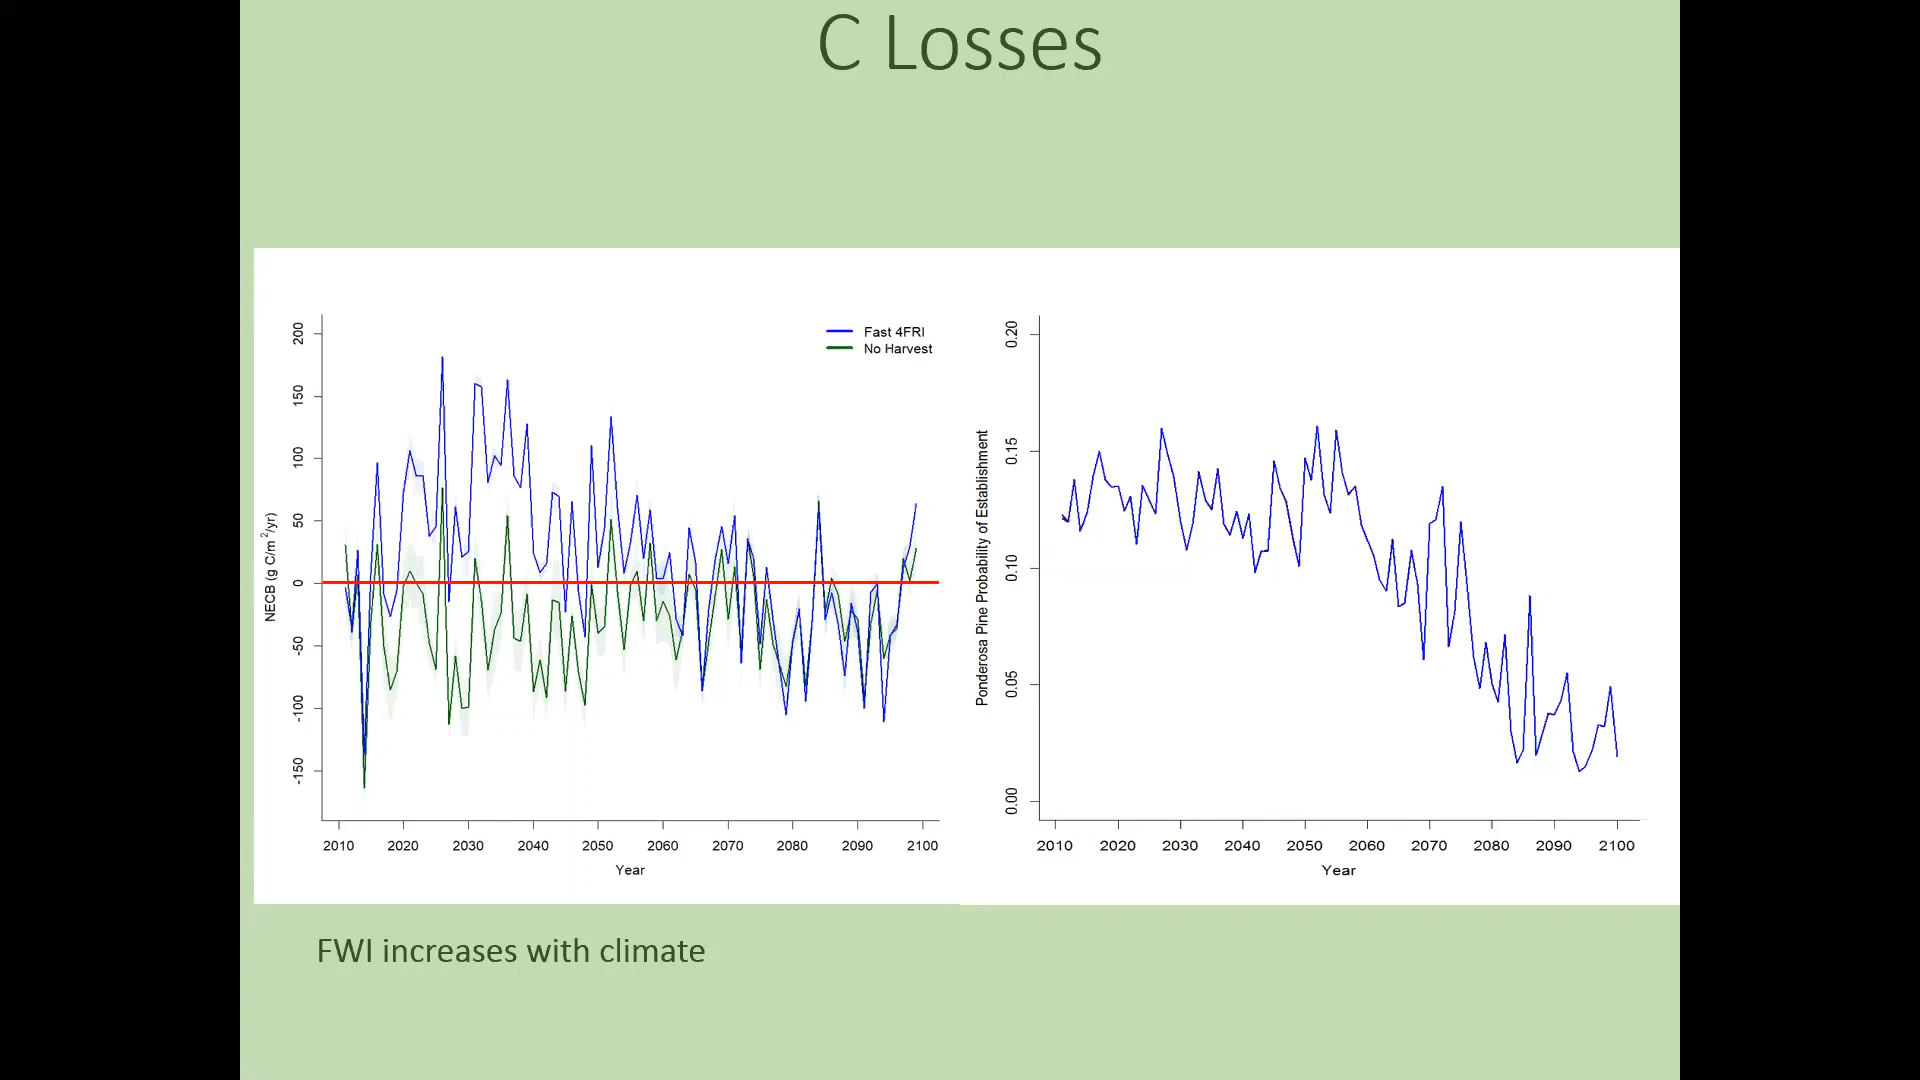 C Losses
Fast 4FRI
No Harvest
NECB (g C/m²/yr)
200
150
100
50
0
-50
-100
-150
2010 2020 2030 2040 2050 2060 2070 2080 2090 2100
Year
Ponderosa Pine Probability of Establishment
0.20
0.15
0.10
0.05
0.00
2010 2020 2030 2040 2050 2060 2070 2080 2090 2100
Year
FWI increases with climate